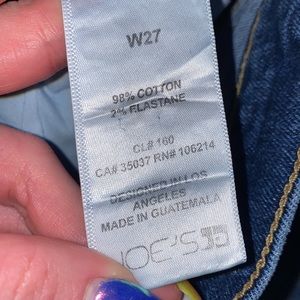 W27
98% COTTON
2% ELASTANE
CL# 160
CA# 35037 RN# 106214
DESIGNED IN LOS
ANGELES
MADE IN GUATEMALA
JOE'S